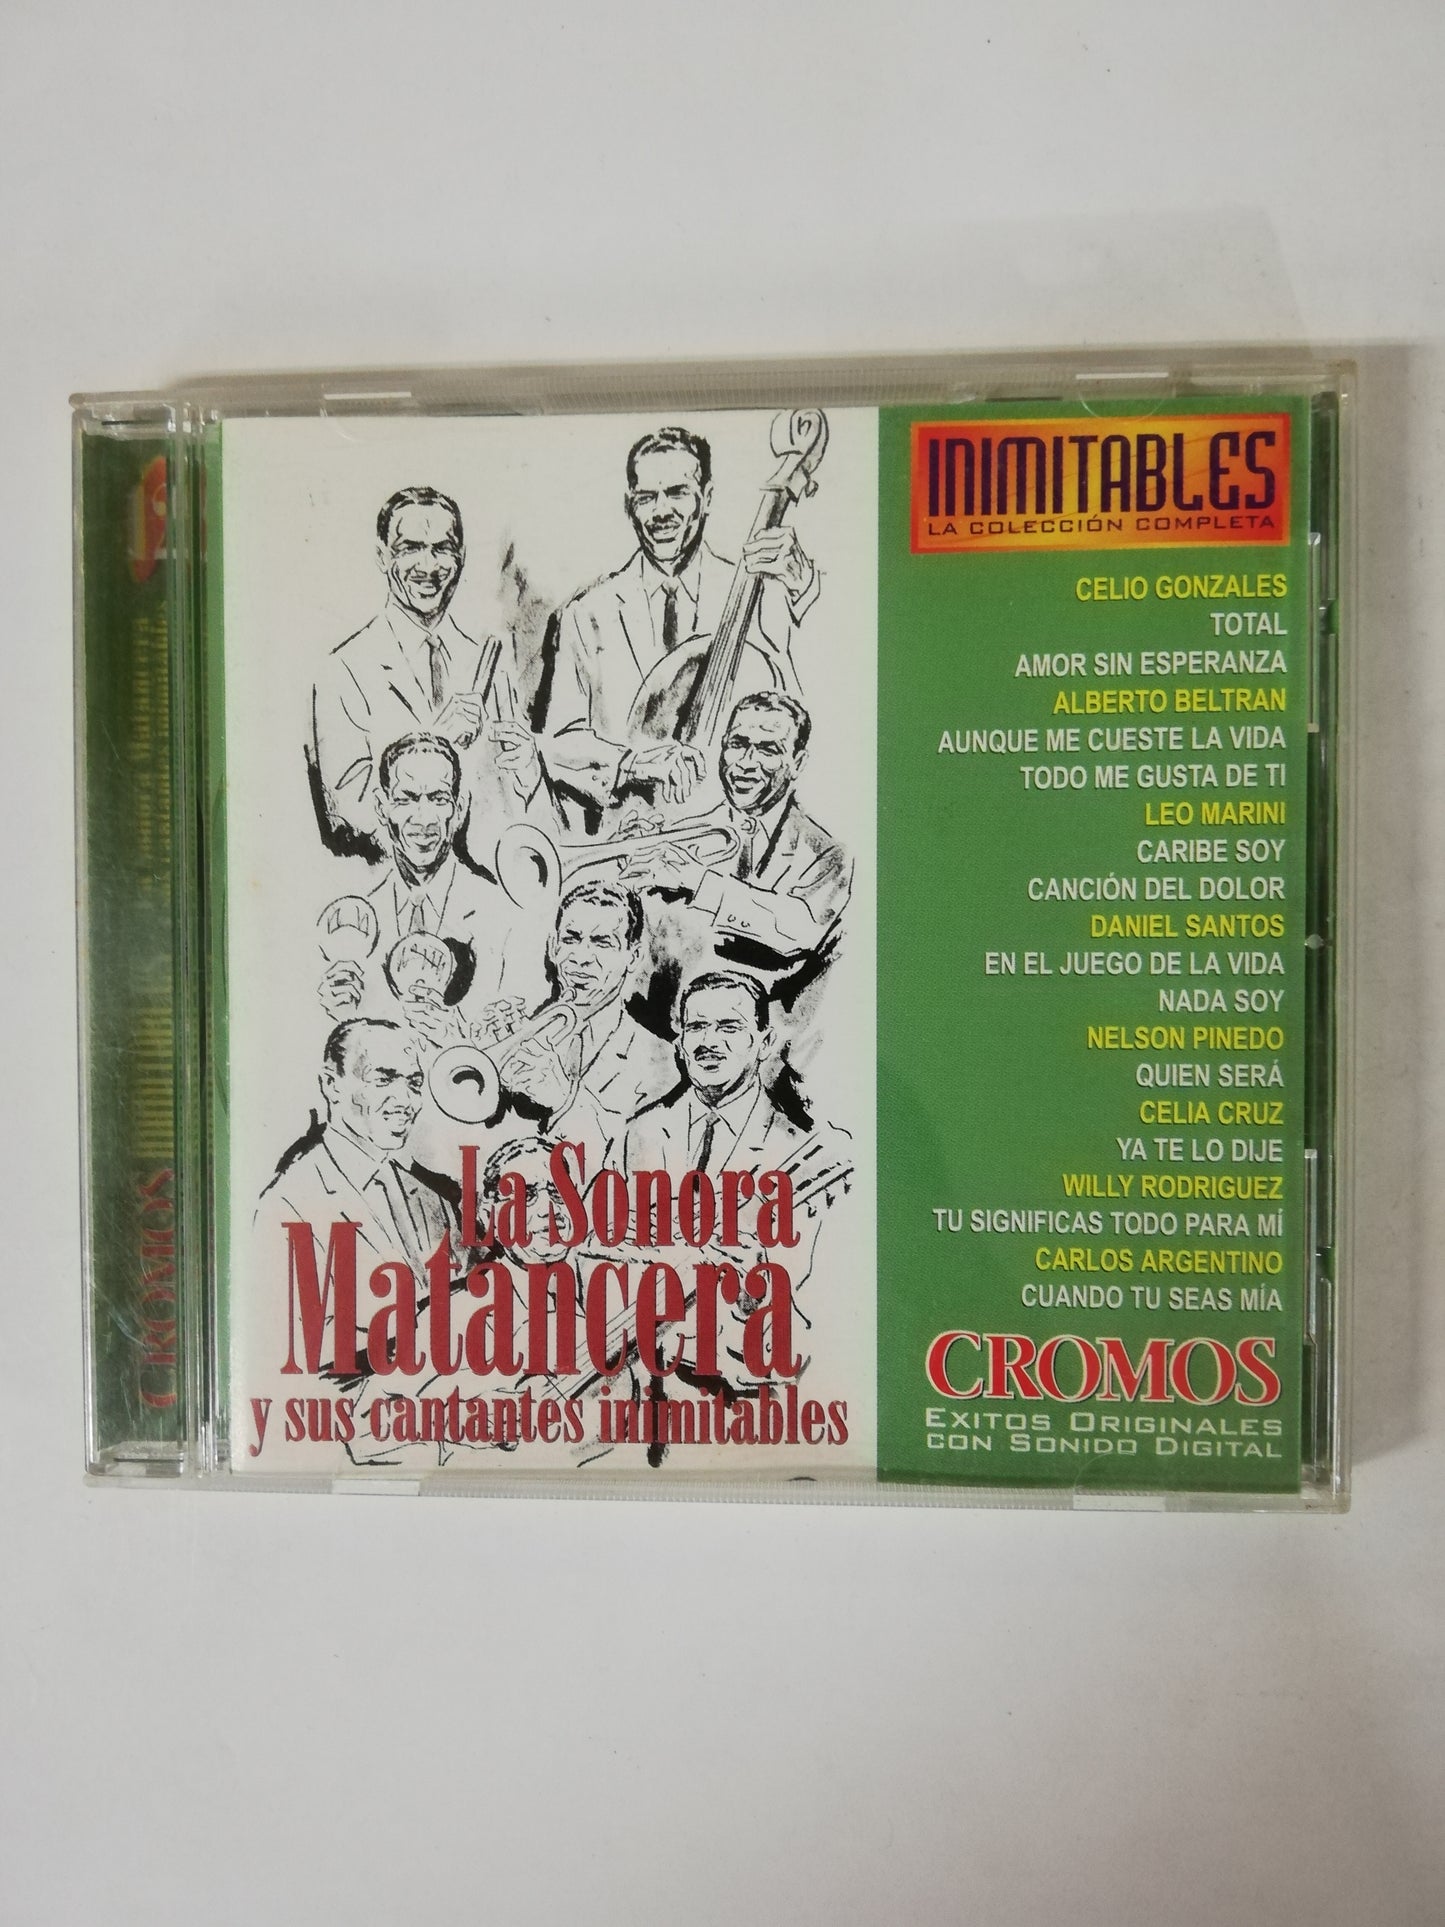 INIMITABLES
LA COLECCIÓN COMPLETA
CELIO GONZALES
TOTAL
AMOR SIN ESPERANZA
ALBERTO BELTRAN
AUNQUE ME CUESTE LA VIDA
TODO ME GUSTA DE TI
LEO MARINI
CARIBE SOY
CANCIÓN DEL DOLOR
DANIEL SANTOS
EN EL JUEGO DE LA VIDA
NADA SOY
NELSON PINEDO
QUIEN SERÁ
CELIA CRUZ
YA TE LO DIJE
WILLY RODRIGUEZ
TU SIGNIFICAS TODO PARA MÍ
CARLOS ARGENTINO
CUANDO TU SEAS MÍA
CROMOS
EXITOS ORIGINALES
CON SONIDO DIGITAL
La Sonora
Matancera
y sus cantantes inimitables
CROMOS